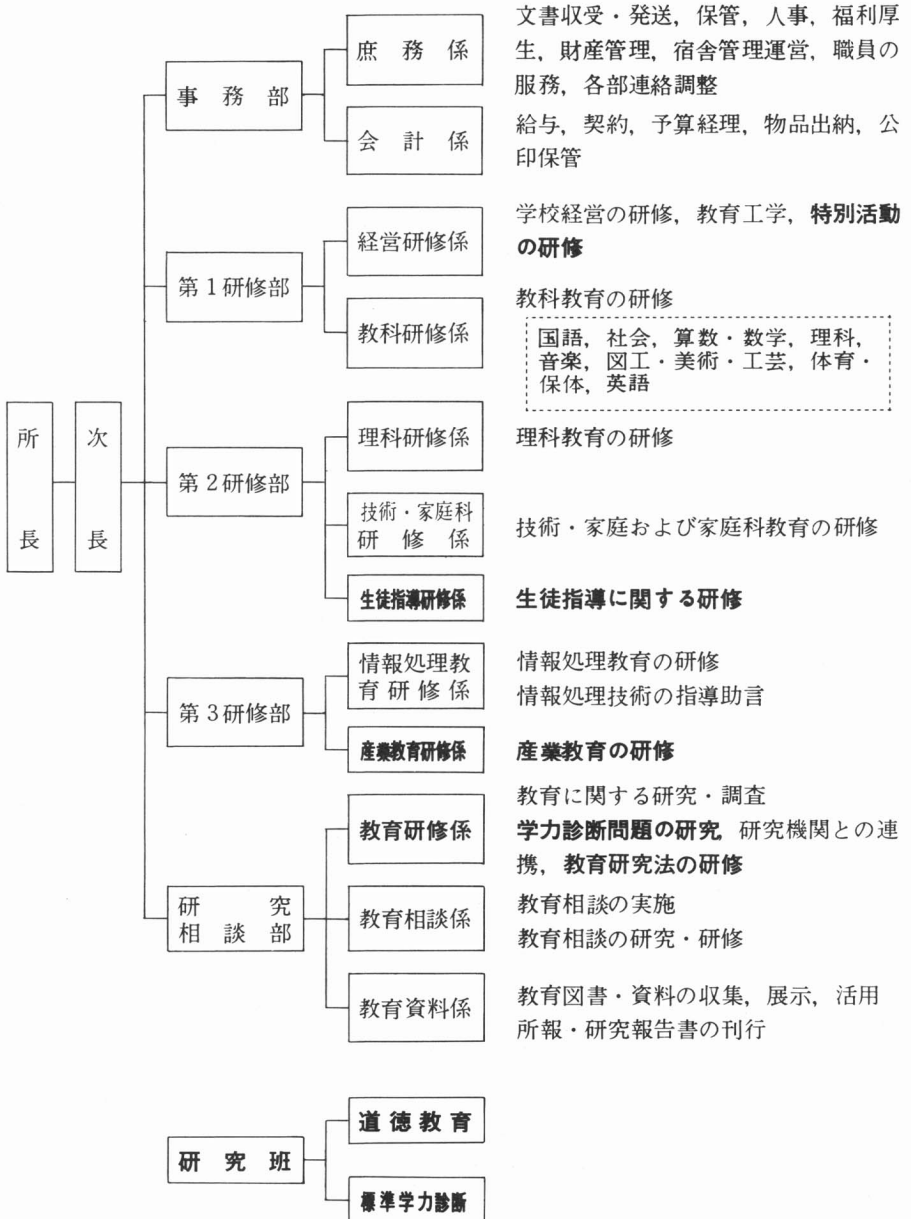 所長
次長
事務部
庶務係
文書収受・発送，保管，人事，福利厚
生，財産管理，宿舎管理運営，職員の
服務，各部連絡調整
会計係
給与，契約，予算経理，物品出納，公
印保管
第1研修部
経営研修係
学校経営の研修，教育工学，特別活動
の研修
教科研修係
教科教育の研修
国語，社会，算数・数学，理科，
音楽，図工・美術・工芸，体育・
保体，英語
第2研修部
理科研修係
理科教育の研修
技術・家庭科
研修係
技術・家庭および家庭科教育の研修
生徒指導研修係
生徒指導に関する研修
第3研修部
情報処理教
育研修係
情報処理教育の研修
情報処理技術の指導助言
産業教育研修係
産業教育の研修
研究
相談部
教育研修係
教育に関する研究・調査
学力診断問題の研究，研究機関との連
携，教育研究法の研修
教育相談係
教育相談の実施
教育相談の研究・研修
教育資料係
教育図書・資料の収集，展示，活用
所報・研究報告書の刊行
研究班
道徳教育
標準学力診断